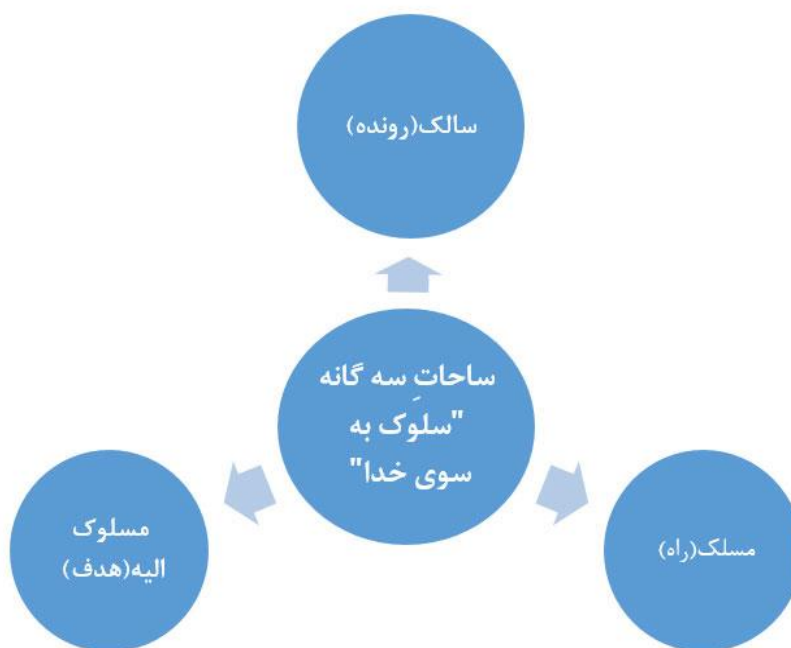 سالک(رونده)
ساحاتِ سه گانه
"سلوک به
سوی خدا"
مسلک(راه)
مسلوک
الیه(هدف)